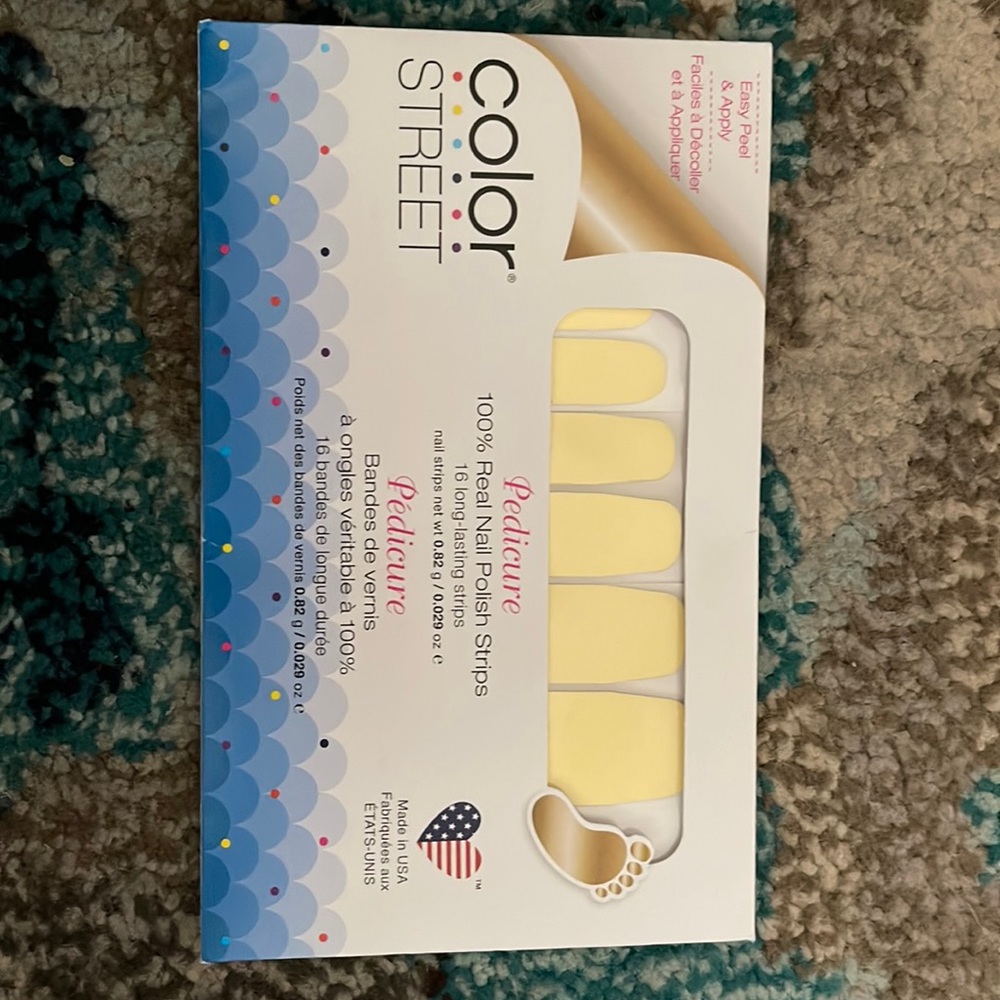 Easy Peel
& Apply
Faciles à Décoller
et à Appliquer
color®
STREET
Pedicure
100% Real Nail Polish Strips
16 long-lasting strips
nail strips net wt 0.82 g / 0.029 oz ℮
Pédicure
Bandes de vernis
à ongles véritable à 100%
16 bandes de longue durée
Poids net des bandes de vernis 0.82 g / 0.029 oz ℮
TM
Made in USA
Fabriquées aux
ÉTATS-UNIS